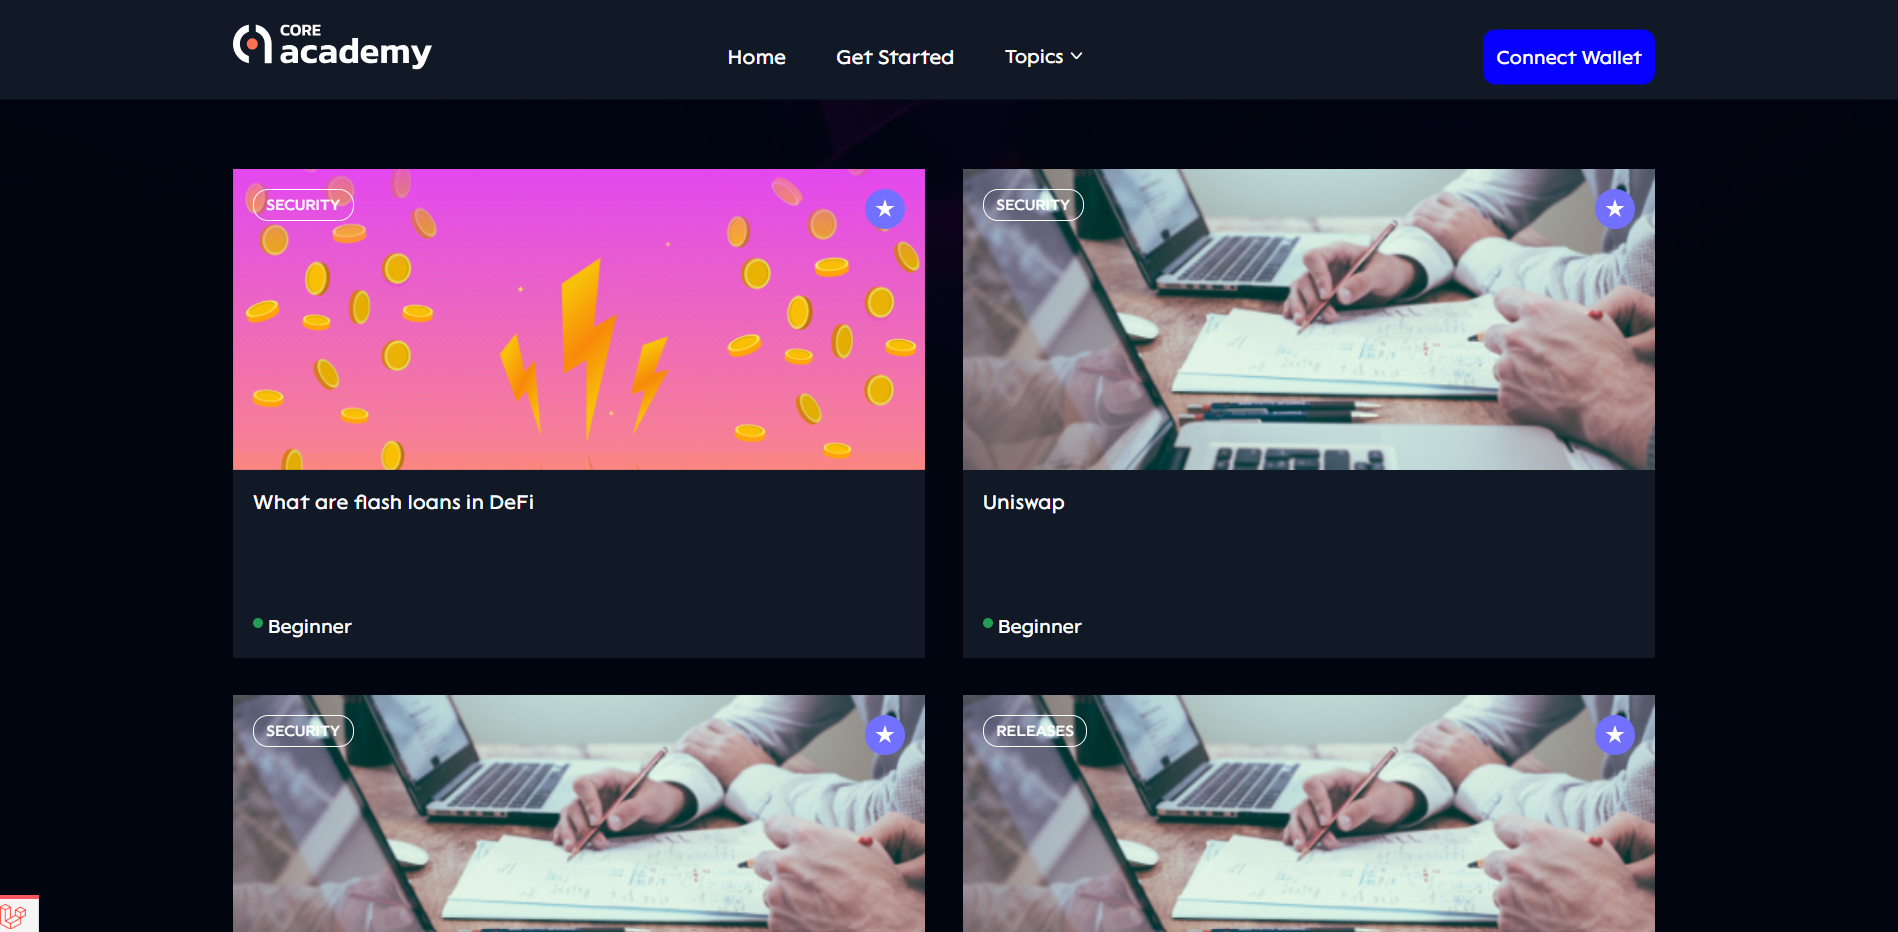 CORE
academy
Home
Get Started
Topics
Connect Wallet
SECURITY
SECURITY
What are flash loans in DeFi
Uniswap
Beginner
Beginner
SECURITY
RELEASES